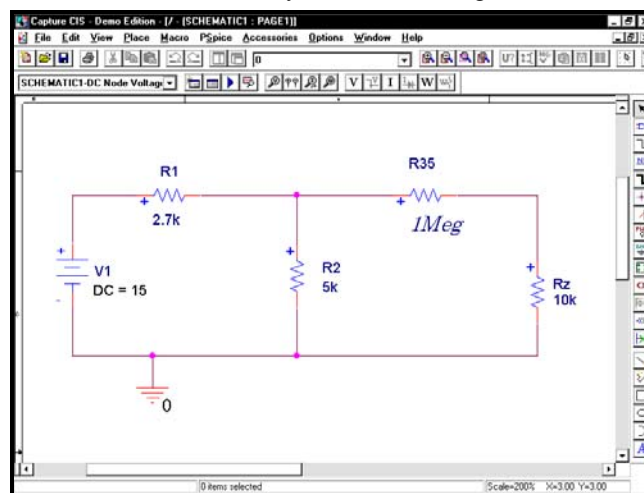 Capture CIS - Demo Edition - [/ - (SCHEMATIC1 : PAGE1)]
File Edit View Place Macro PSpice Accessories Options Window Help
0
U?
SCHEMATIC1-DC Node Voltag
V I W
R1
2.7k
R35
1Meg
V1
DC = 15
R2
5k
Rz
10k
0
0 items selected
Scale=200% X=3.00 Y=3.00